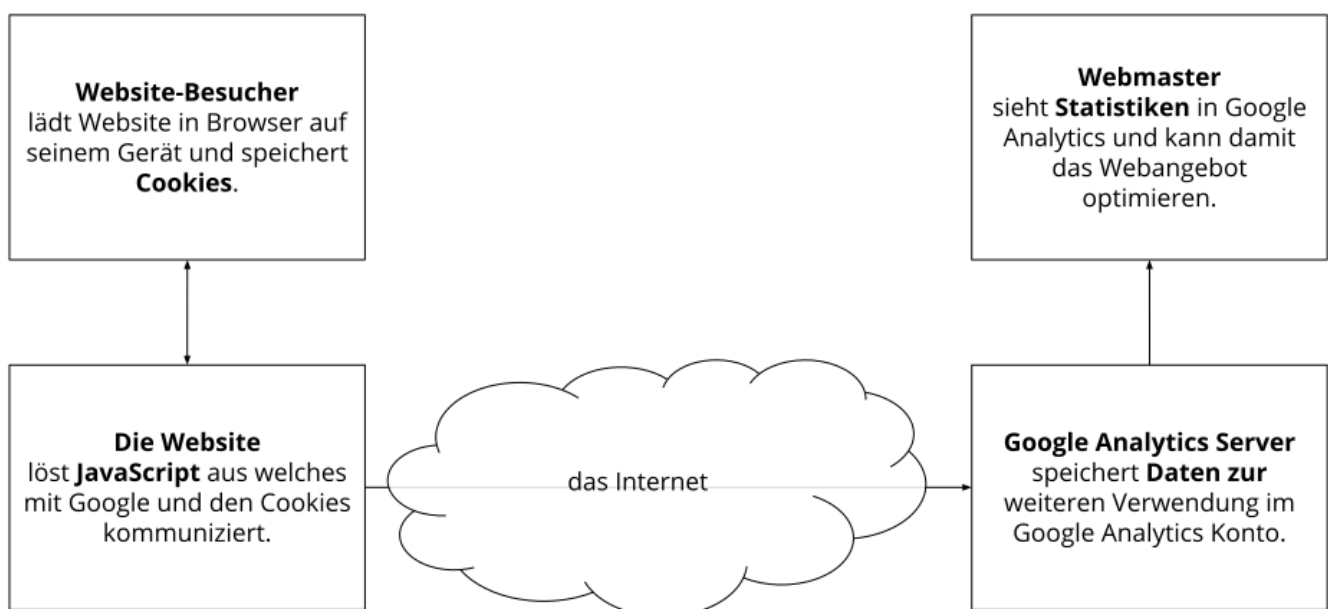 Website-Besucher
lädt Website in Browser auf
seinem Gerät und speichert
Cookies.
Webmaster
sieht Statistiken in Google
Analytics und kann damit
das Webangebot
optimieren.
Die Website
löst JavaScript aus welches
mit Google und den Cookies
kommuniziert.
das Internet
Google Analytics Server
speichert Daten zur
weiteren Verwendung im
Google Analytics Konto.